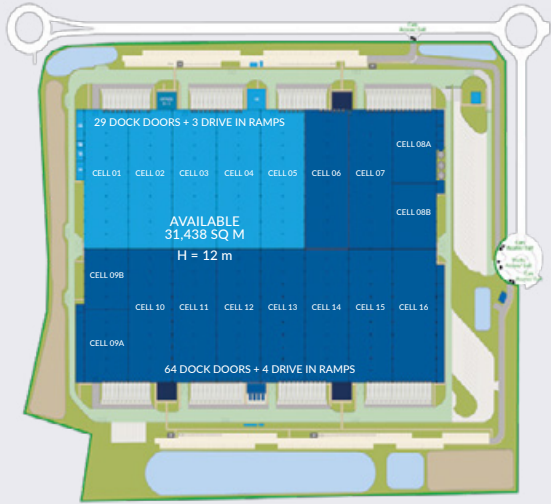 29 DOCK DOORS + 3 DRIVE IN RAMPS
CELL 01
CELL 02
CELL 03
CELL 04
CELL 05
CELL 06
CELL 07
CELL 08A
CELL 08B
AVAILABLE
31,438 SQ M
H = 12 m
CELL 09B
CELL 09A
CELL 10
CELL 11
CELL 12
CELL 13
CELL 14
CELL 15
CELL 16
64 DOCK DOORS + 4 DRIVE IN RAMPS